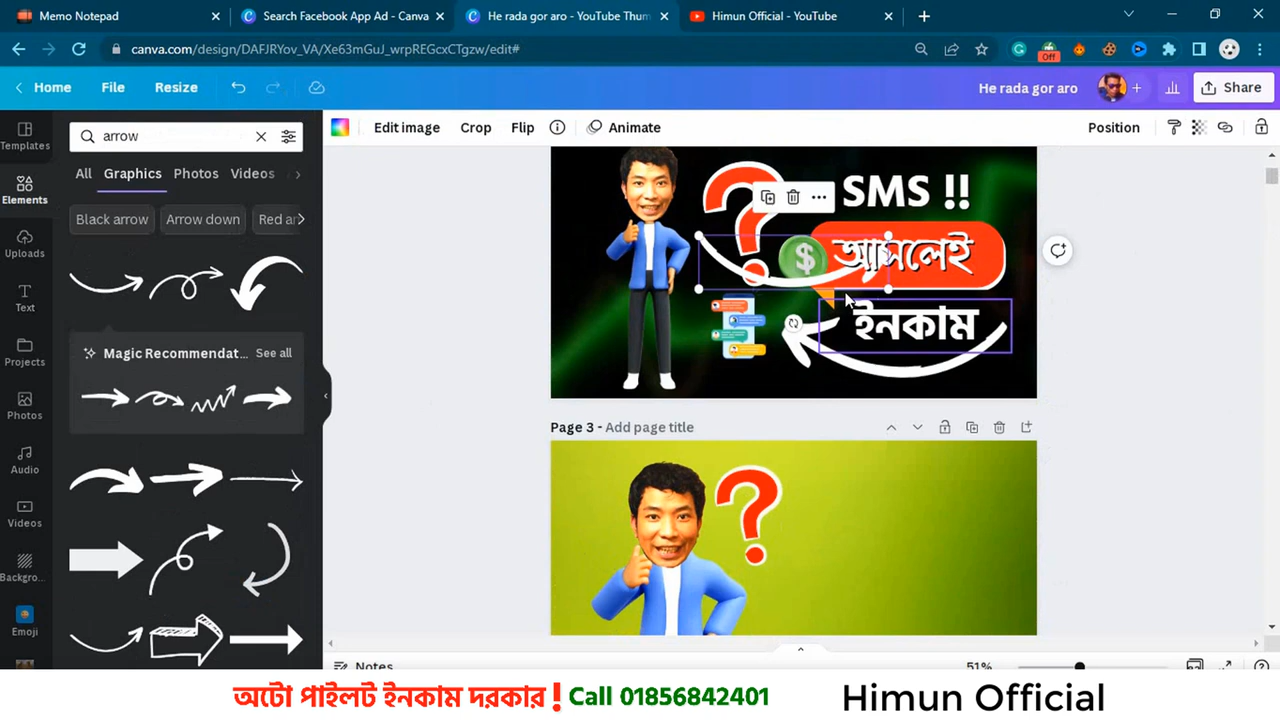 Memo Notepad
Search Facebook App Ad - Canva
He rada gor aro - YouTube Thum
Himun Official - YouTube
canva.com/design/DAFJRYov_VA/Xe63mGuJ_wrpREGcxCTgzw/edit#
Off
Home
File
Resize
He rada gor aro
Share
Templates
Elements
Uploads
Text
Projects
Photos
Audio
Videos
Backgro...
Emoji
arrow
All
Graphics
Photos
Videos
Black arrow
Arrow down
Red ar
Magic Recommendat...
See all
Edit image
Crop
Flip
Animate
Position
?
SMS !!
$
আসলেই
ইনকাম
Page 3 - Add page title
?
Notes
51%
অটো পাইলট ইনকাম দরকার ! Call 01856842401
Himun Official